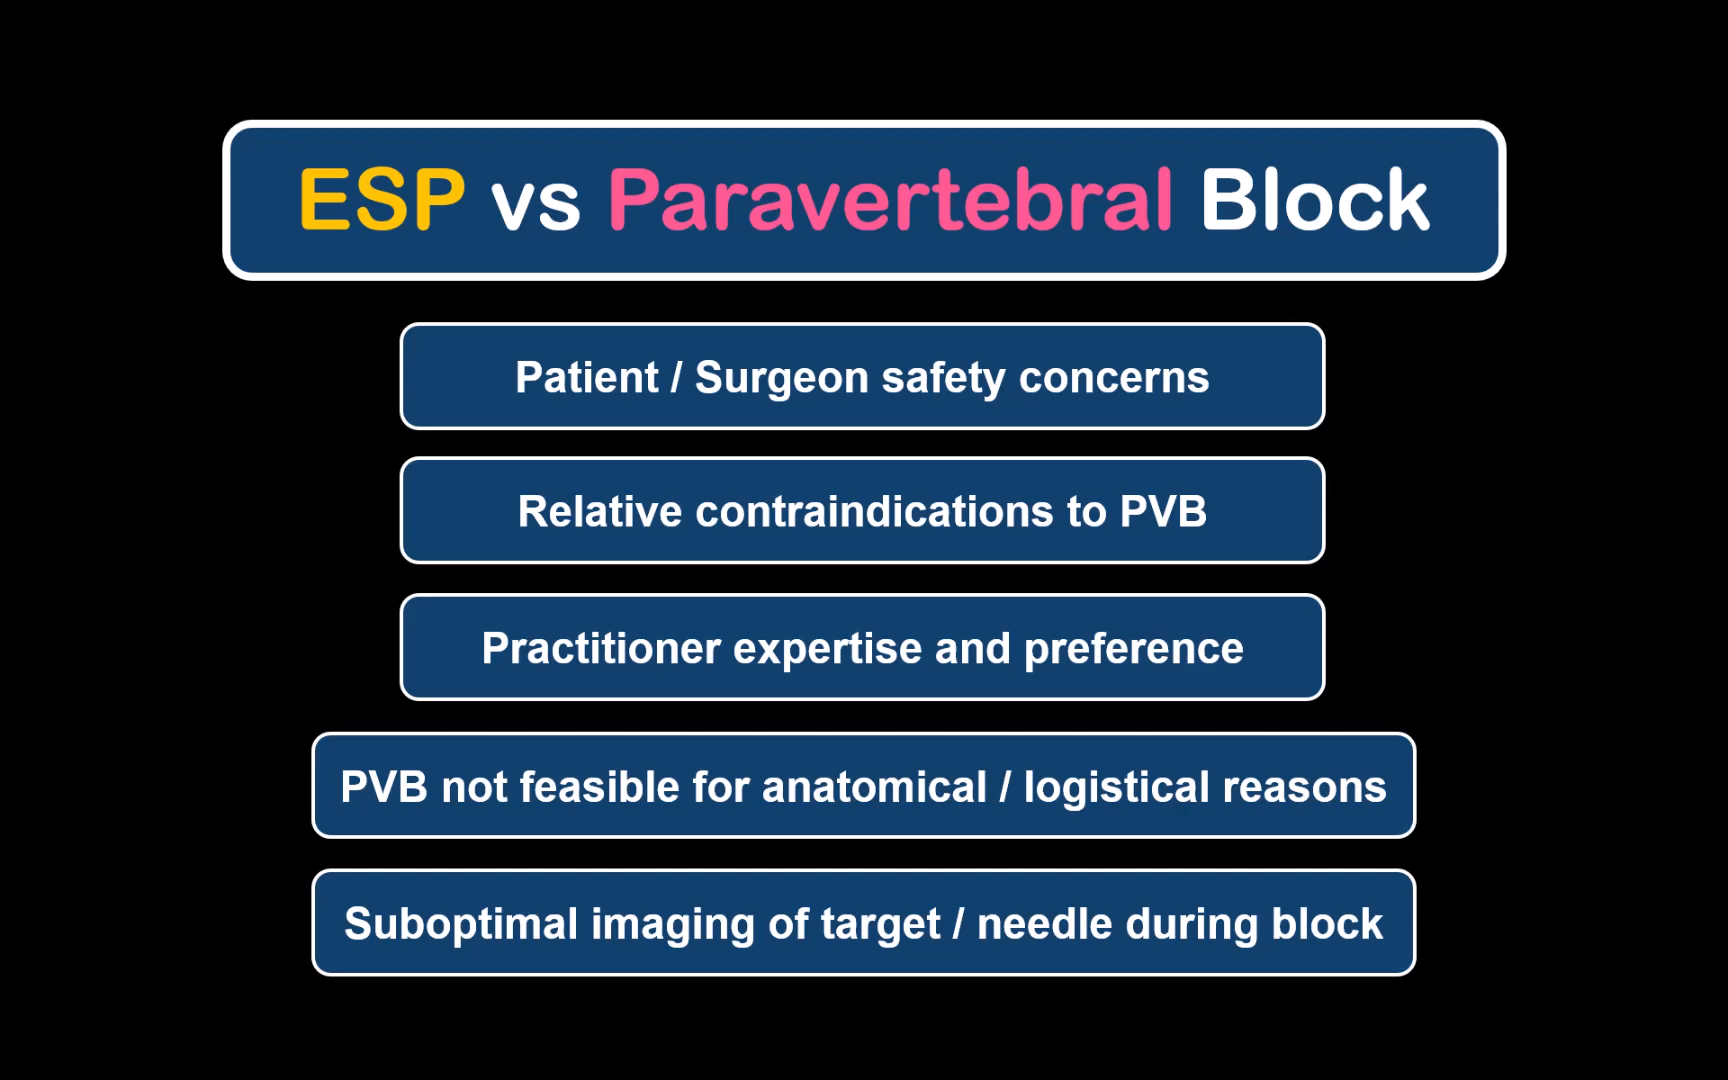 ESP vs Paravertebral Block
Patient / Surgeon safety concerns
Relative contraindications to PVB
Practitioner expertise and preference
PVB not feasible for anatomical / logistical reasons
Suboptimal imaging of target / needle during block